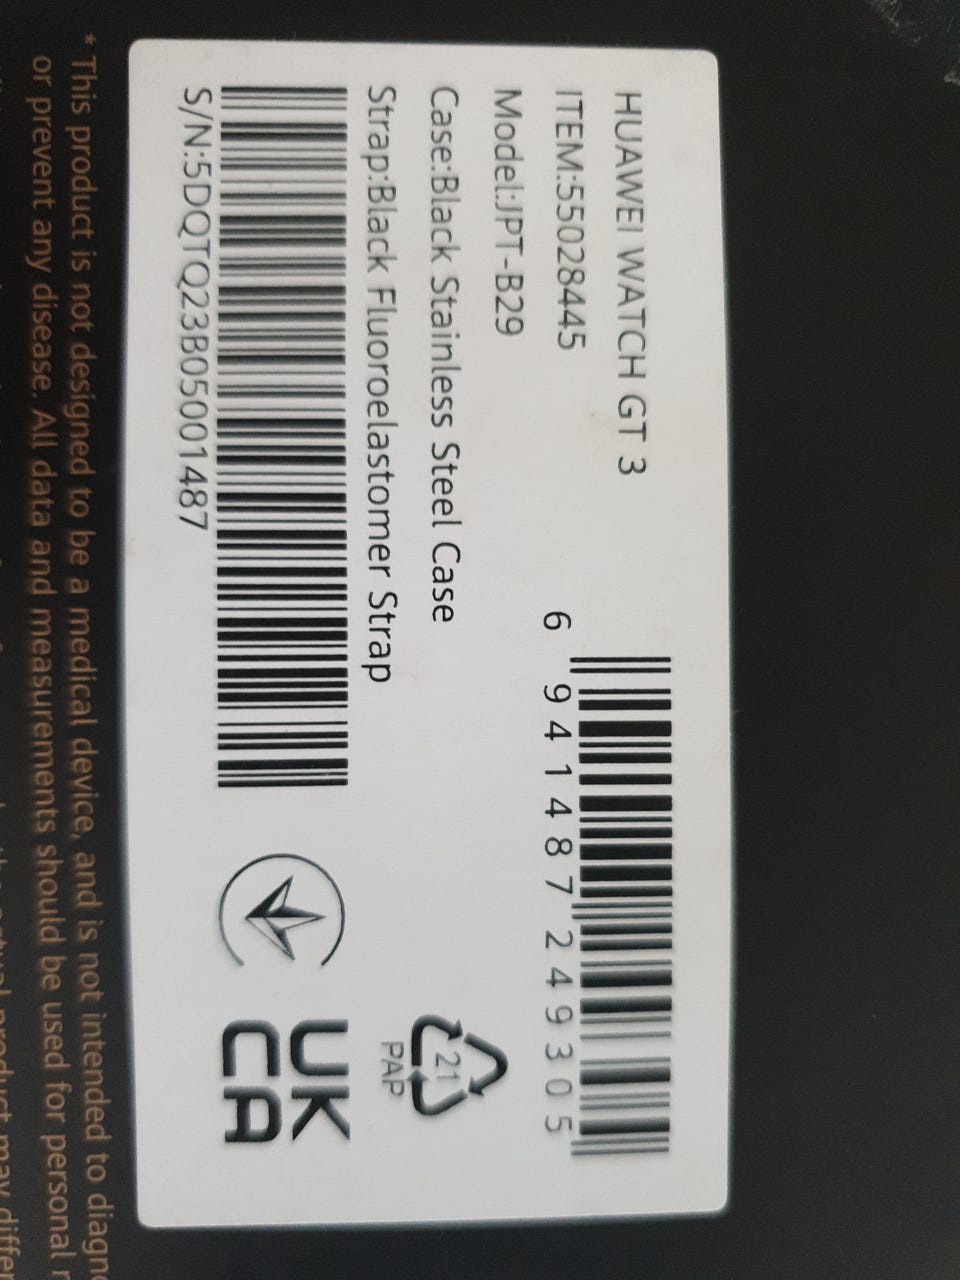 HUAWEI WATCH GT 3
ITEM:55028445
Model:JPT-B29
6 941487 249305
Case:Black Stainless Steel Case
Strap:Black Fluoroelastomer Strap
S/N:5DQTQ23B05001487
21
PAP
UK
CA
* This product is not designed to be a medical device, and is not intended to
or prevent any disease. All data and measurements should be used for personal